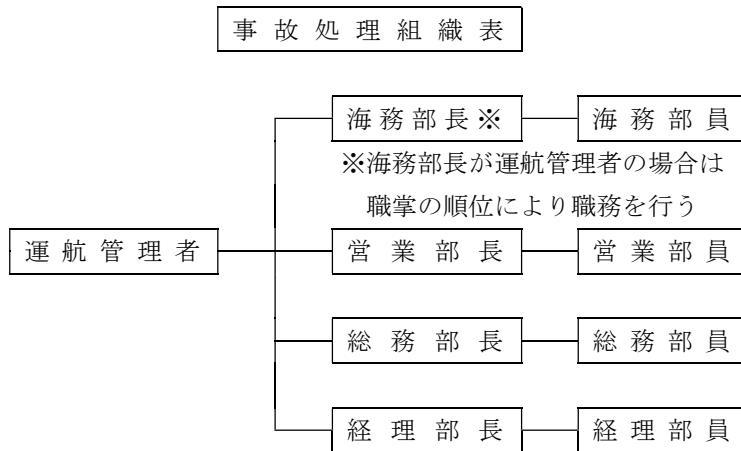 事故処理組織表
海務部長※ 海務部員
※海務部長が運航管理者の場合は
職掌の順位により職務を行う
運航管理者 営業部長 営業部員
総務部長 総務部員
経理部長 経理部員